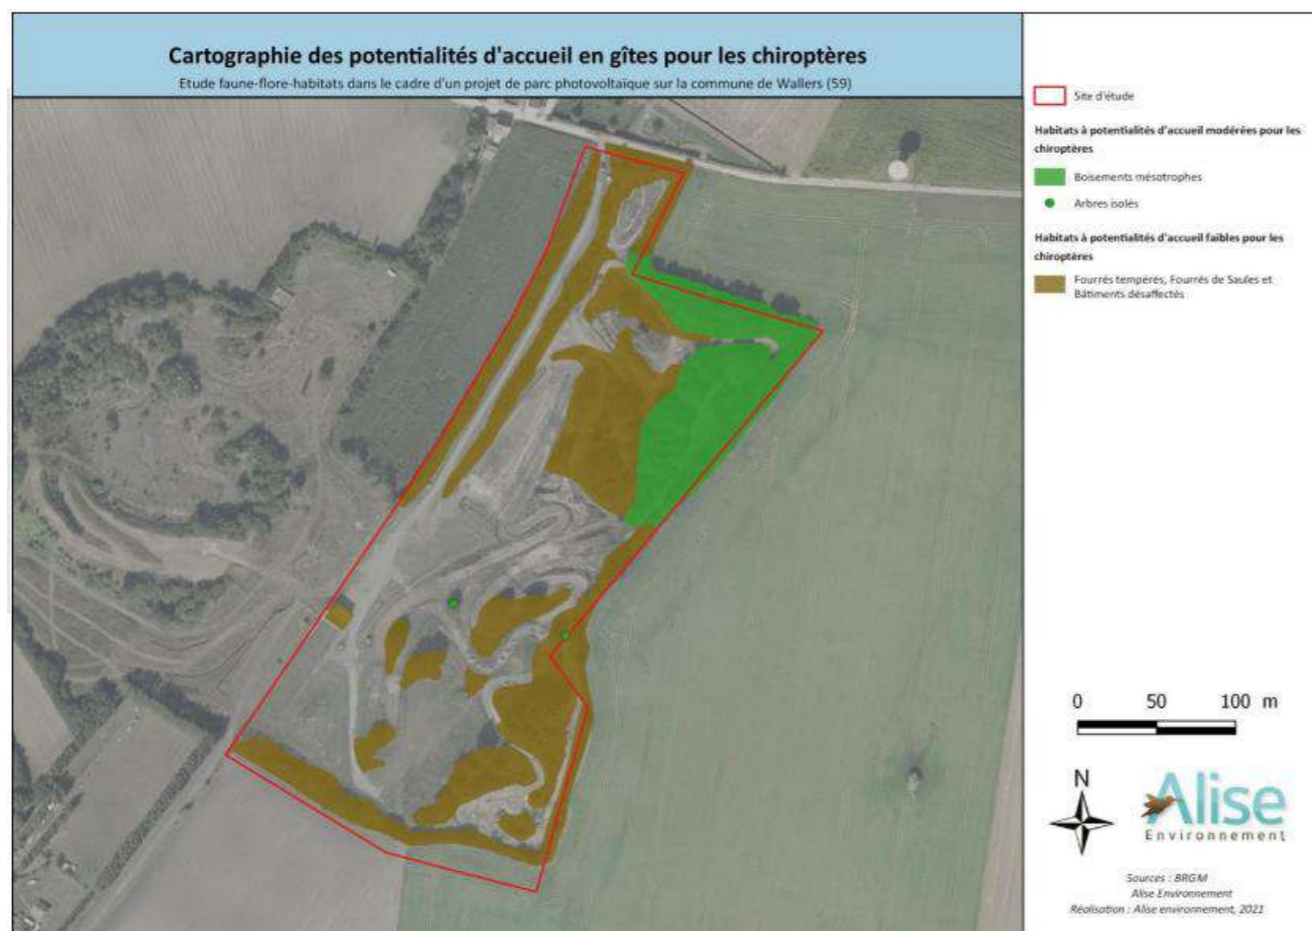 Cartographie des potentialités d'accueil en gîtes pour les chiroptères
Etude faune-flore-habitats dans le cadre d'un projet de parc photovoltaïque sur la commune de Wallers (59)
Site d'étude
Habitats à potentialités d'accueil modérées pour les
chiroptères
Boisements mésotrophes
Arbres isolés
Habitats à potentialités d'accueil faibles pour les
chiroptères
Fourrés tempérés, Fourrés de Saules et
Bâtiments désaffectés
0 50 100 m
N
Alise
Environnement
Sources : BRGM
Alise Environnement
Réalisation : Alise environnement, 2021